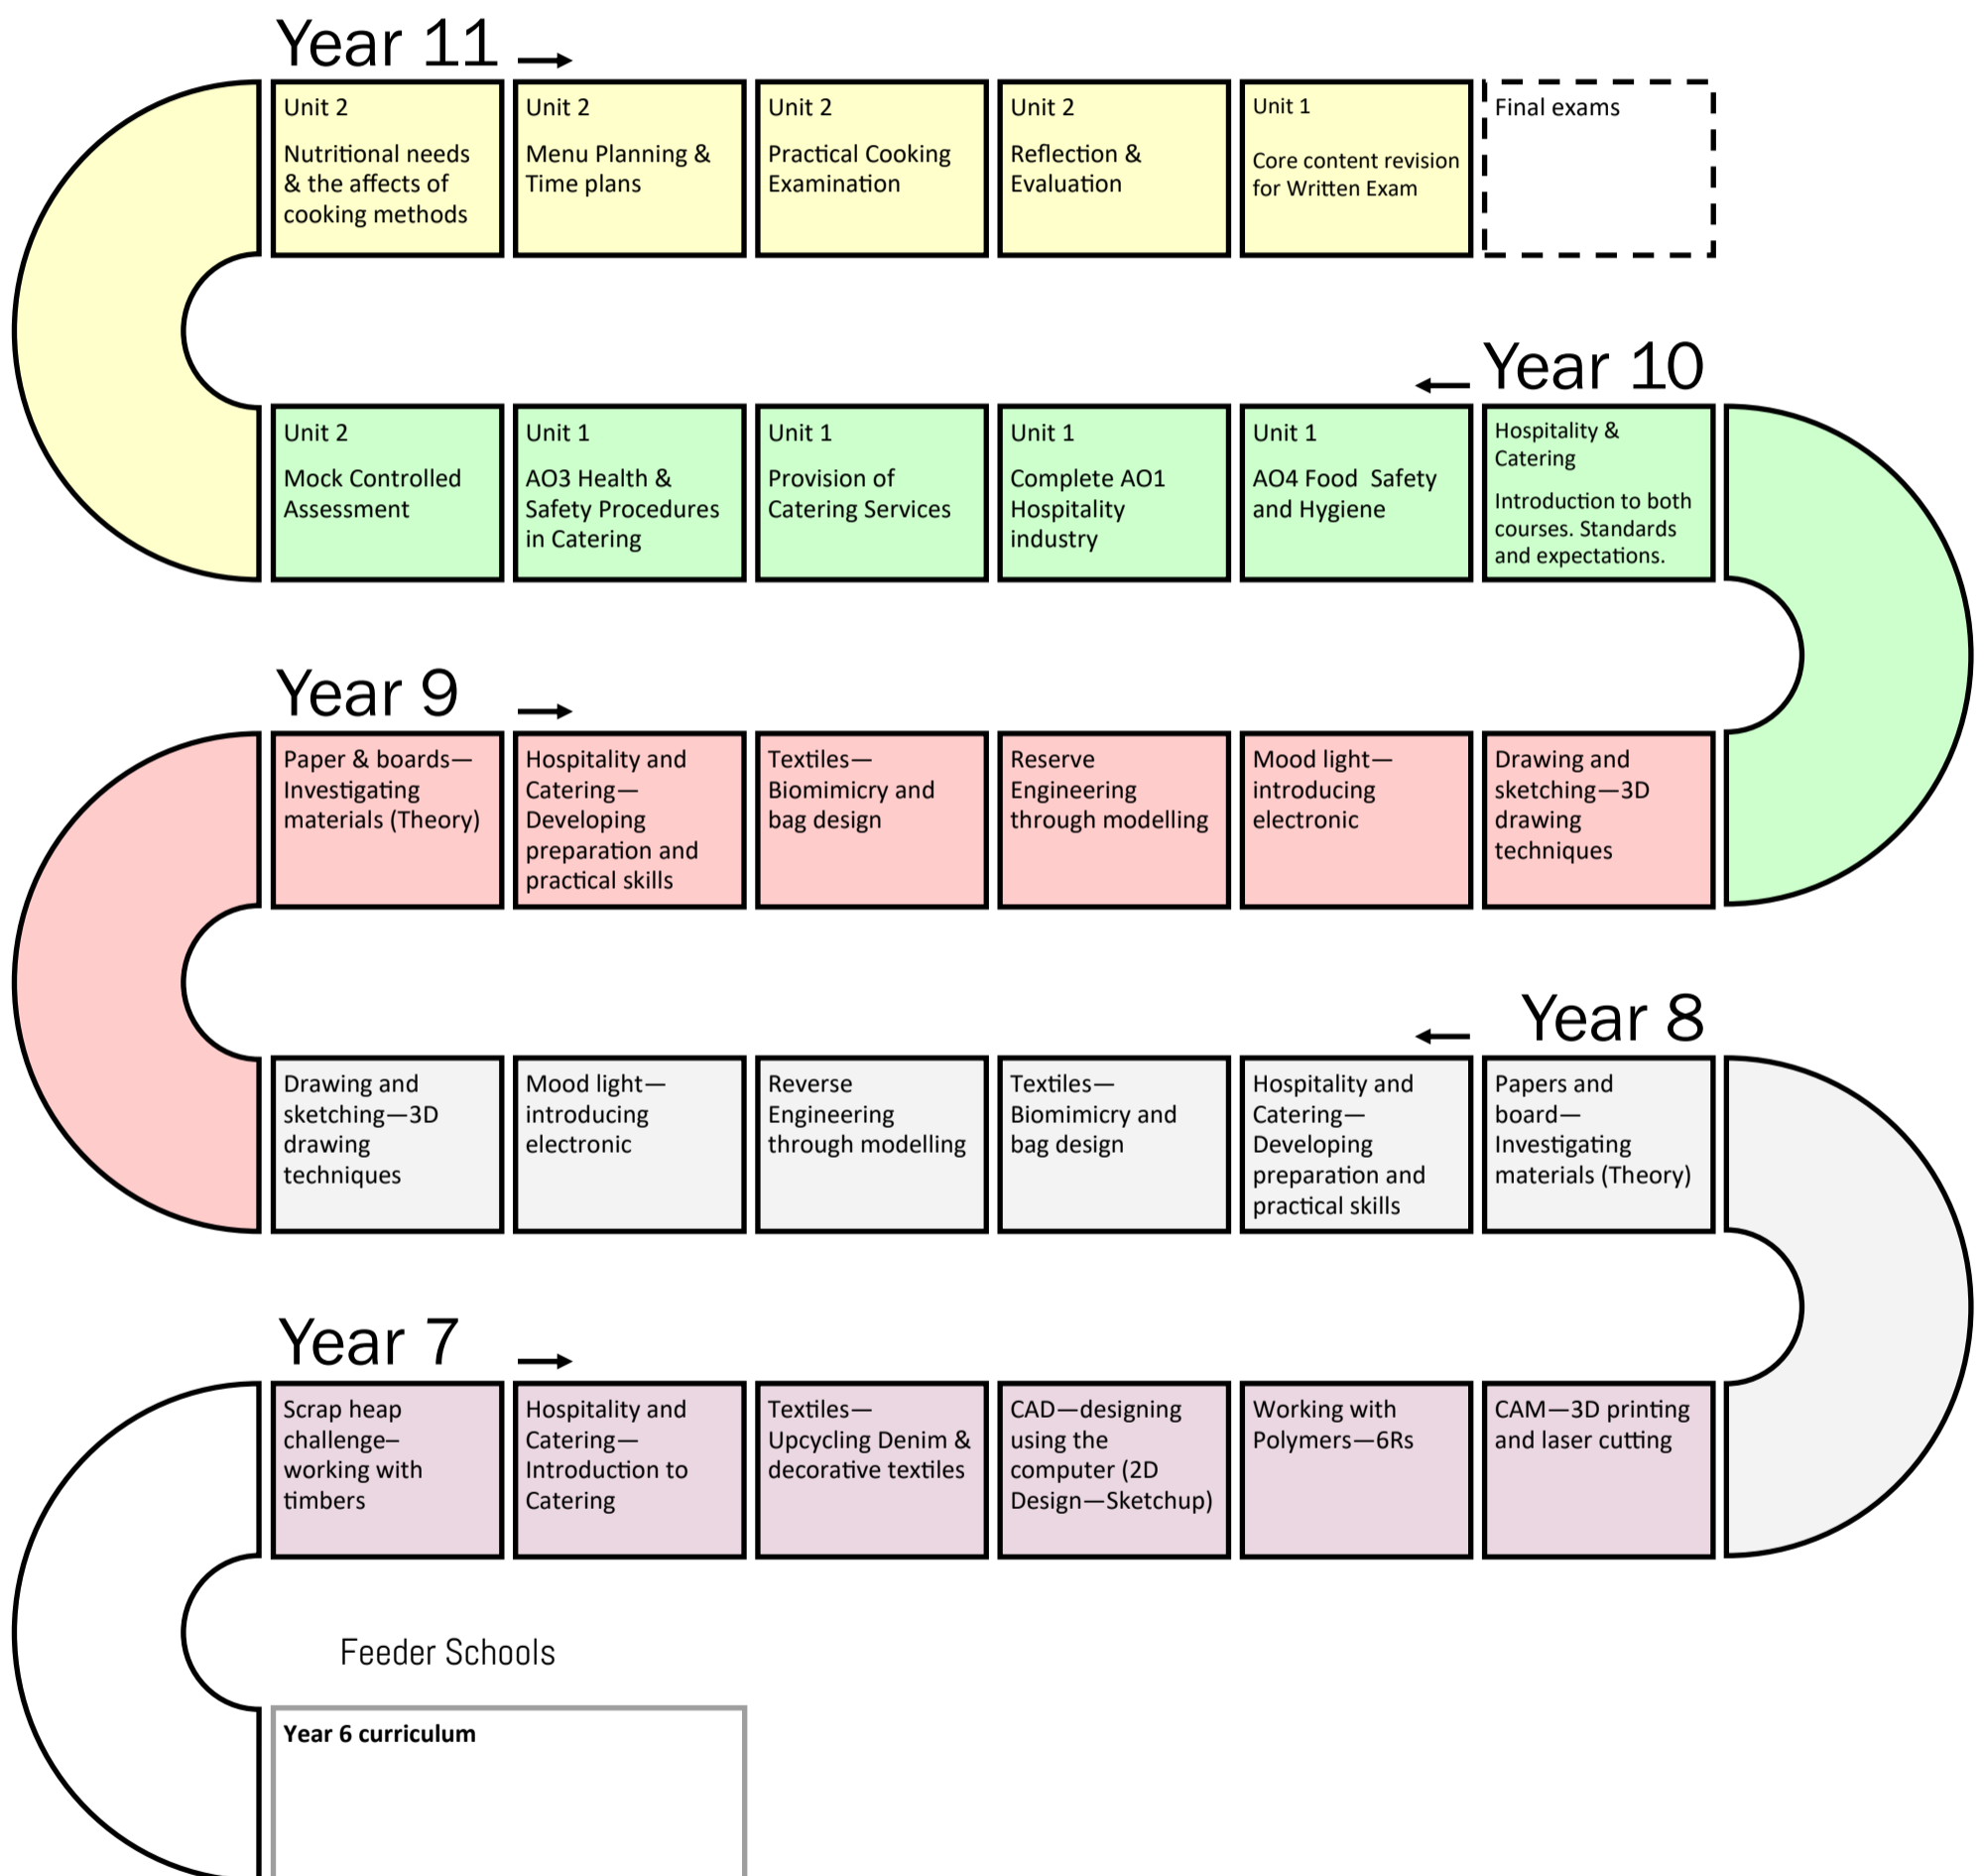 Year 11
Unit 2
Nutritional needs
& the affects of
cooking methods
Unit 2
Menu Planning &
Time plans
Unit 2
Practical Cooking
Examination
Unit 2
Reflection &
Evaluation
Unit 1
Core content revision
for Written Exam
Final exams
Year 10
Unit 2
Mock Controlled
Assessment
Unit 1
AO3 Health &
Safety Procedures
in Catering
Unit 1
Provision of
Catering Services
Unit 1
Complete AO1
Hospitality
industry
Unit 1
AO4 Food  Safety
and Hygiene
Hospitality &
Catering
Introduction to both
courses. Standards
and expectations.
Year 9
Paper & boards—
Investigating
materials (Theory)
Hospitality and
Catering—
Developing
preparation and
practical skills
Textiles—
Biomimicry and
bag design
Reserve
Engineering
through modelling
Mood light—
introducing
electronic
Drawing and
sketching—3D
drawing
techniques
Year 8
Drawing and
sketching—3D
drawing
techniques
Mood light—
introducing
electronic
Reverse
Engineering
through modelling
Textiles—
Biomimicry and
bag design
Hospitality and
Catering—
Developing
preparation and
practical skills
Papers and
board—
Investigating
materials (Theory)
Year 7
Scrap heap
challenge–
working with
timbers
Hospitality and
Catering—
Introduction to
Catering
Textiles—
Upcycling Denim &
decorative textiles
CAD—designing
using the
computer (2D
Design—Sketchup)
Working with
Polymers—6Rs
CAM—3D printing
and laser cutting
Feeder Schools
Year 6 curriculum